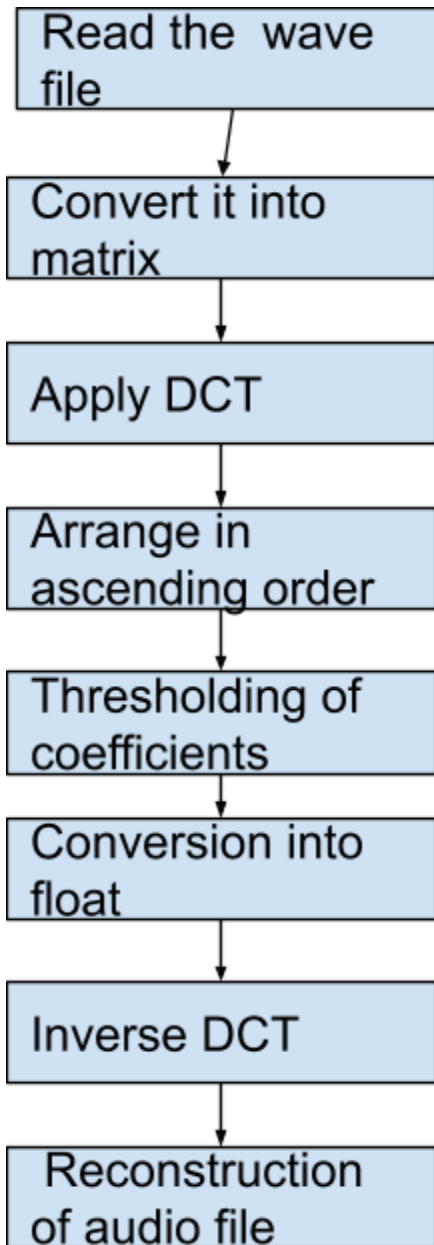 Read the wave
file
Convert it into
matrix
Apply DCT
Arrange in
ascending order
Thresholding of
coefficients
Conversion into
float
Inverse DCT
Reconstruction
of audio file